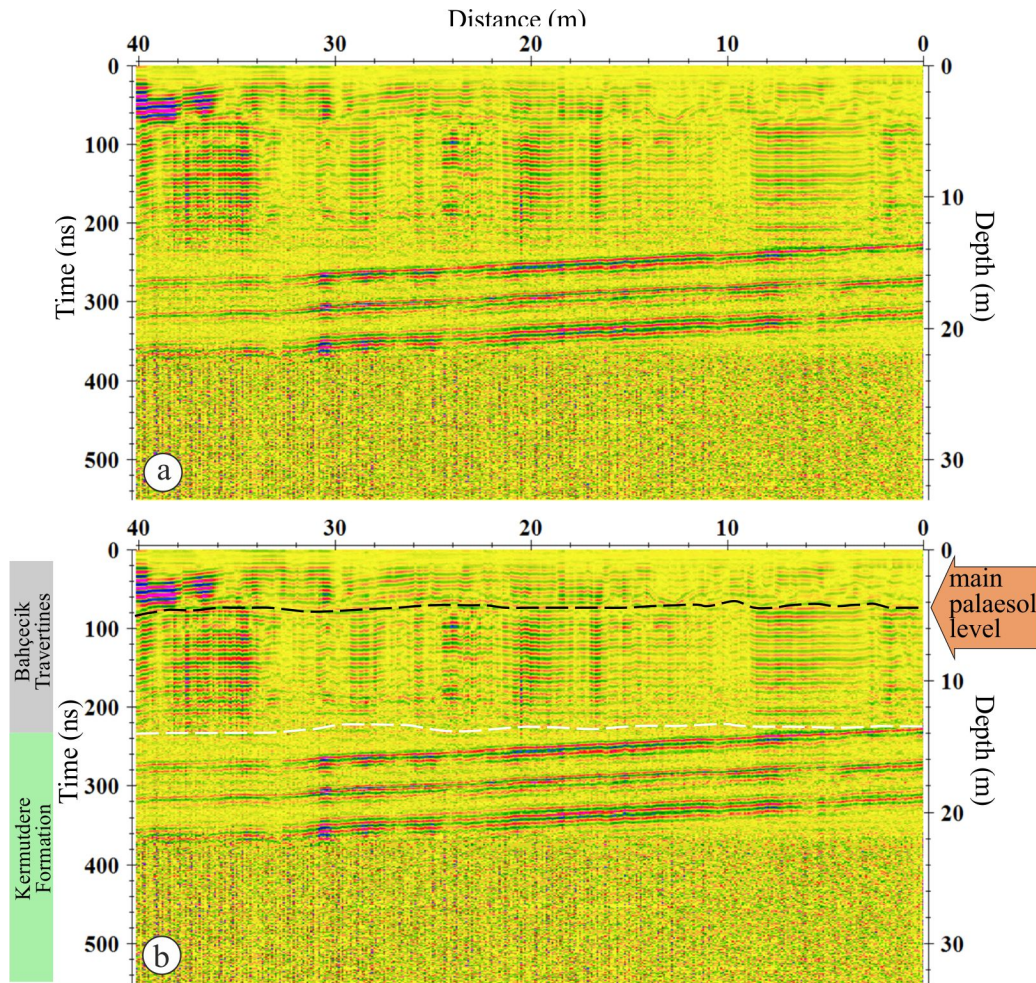 Distance (m)
40 30 20 10 0
0 0
100
10
200
300
20
400
500 30
Time (ns)
Depth (m)
a
40 30 20 10 0
0 0
100
10
200
300
20
400
500 30
Time (ns)
Depth (m)
b
Bahçecik
Travertines
Kermutdere
Formation
main
palaesol
level